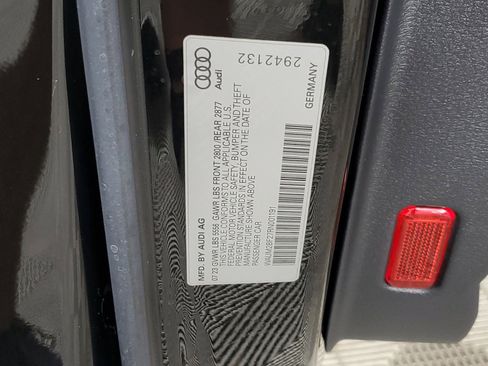 Audi
2942132
GERMANY
MFD. BY AUDI AG
07/23 GVWR LBS 5556 GAWR LBS FRONT 2800 /REAR 2877
THIS VEHICLE CONFORMS TO ALL APPLICABLE U.S.
FEDERAL MOTOR VEHICLE SAFETY, BUMPER AND THEFT
PREVENTION STANDARDS IN EFFECT ON THE DATE OF
MANUFACTURE SHOWN ABOVE
PASSENGER CAR